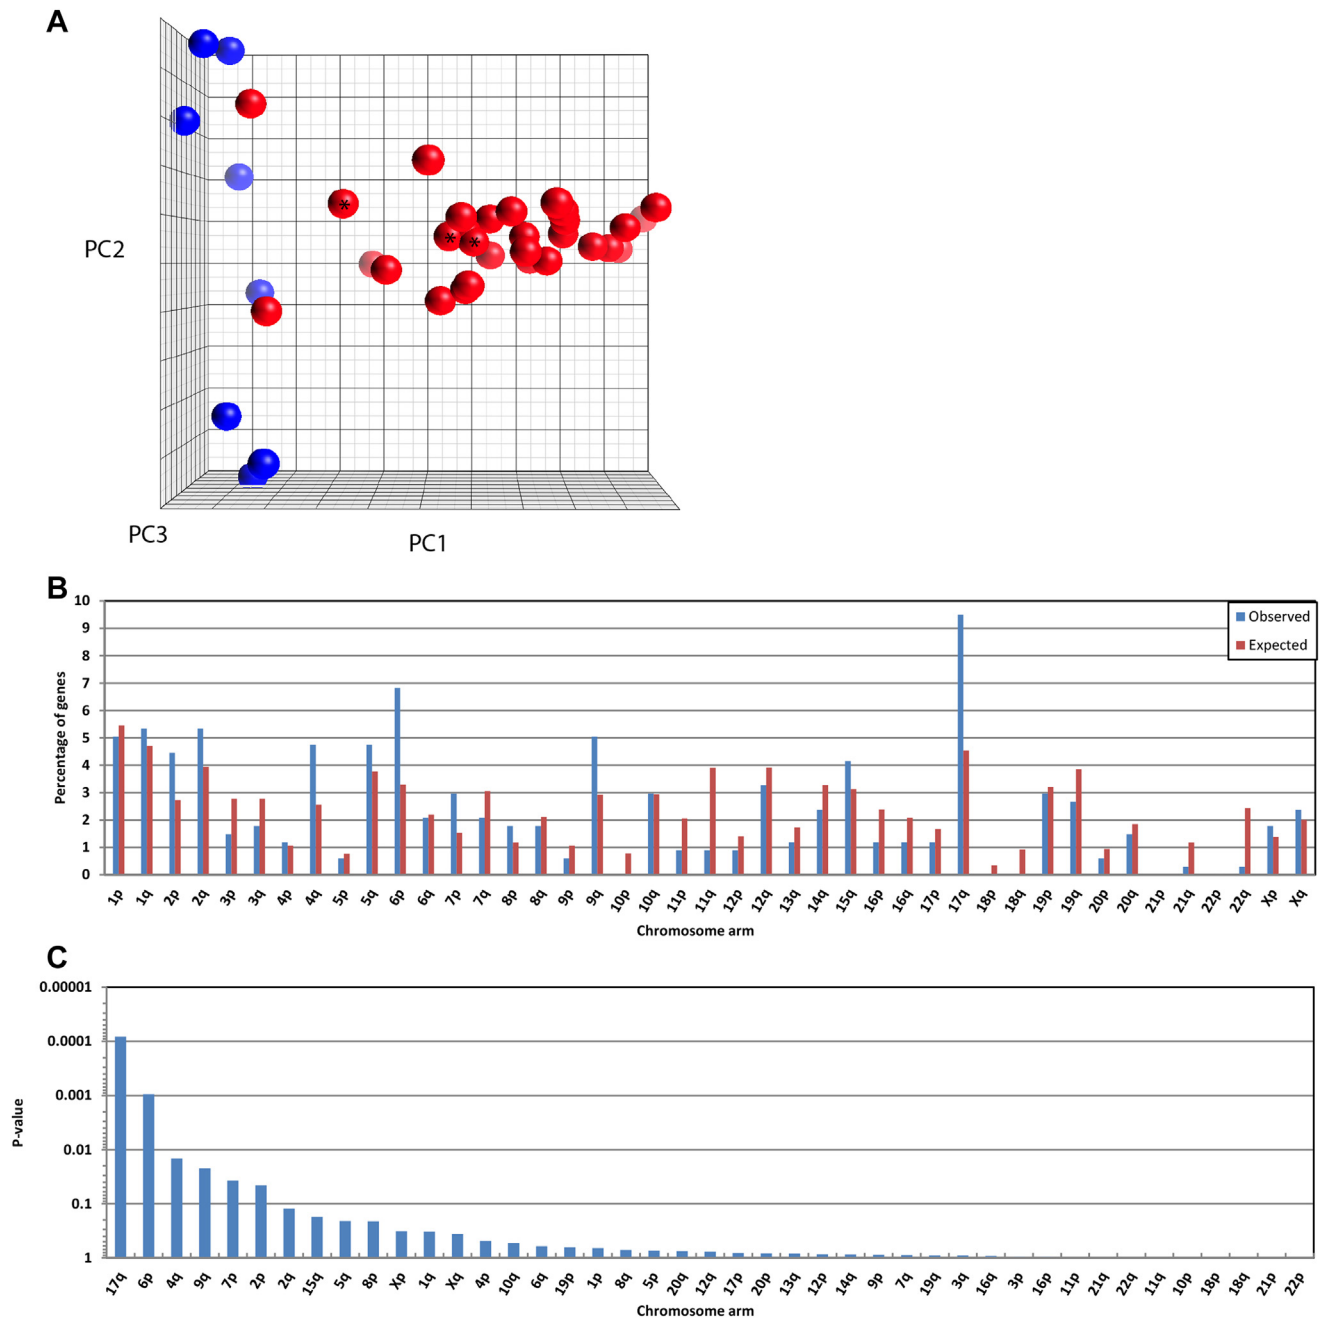 A
PC2
*
*
*
PC3
PC1
B
10
9
8
7
6
5
4
3
2
1
0
Percentage of genes
Observed
Expected
1p 1q 2p 2q 3p 3q 4p 4q 5p 5q 6p 6q 7p 7q 8p 8q 9p 9q 10p 10q 11p 11q 12p 12q 13q 14q 15q 16p 16q 17p 17q 18p 18q 19p 19q 20p 20q 21p 21q 22p 22q Xp Xq
Chromosome arm
C
0.00001
0.0001
0.001
0.01
0.1
1
P-value
17q 6p 4q 9q 7p 2p 2q 15q 5q 8p Xp 1q Xq 4p 10q 6q 19p 1p 8q 5p 20q 12q 17p 20p 13q 12p 14q 9p 7q 19q 3q 16q 3p 16p 11p 21q 22q 11q 10p 18p 18q 21p 22p
Chromosome arm